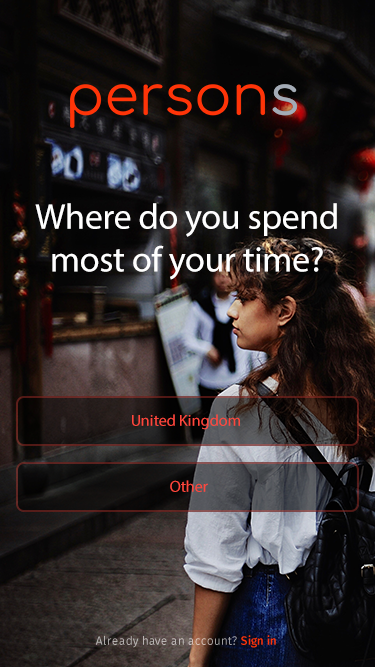 persons
Where do you spend
most of your time?
United Kingdom
Other
Already have an account? Sign in